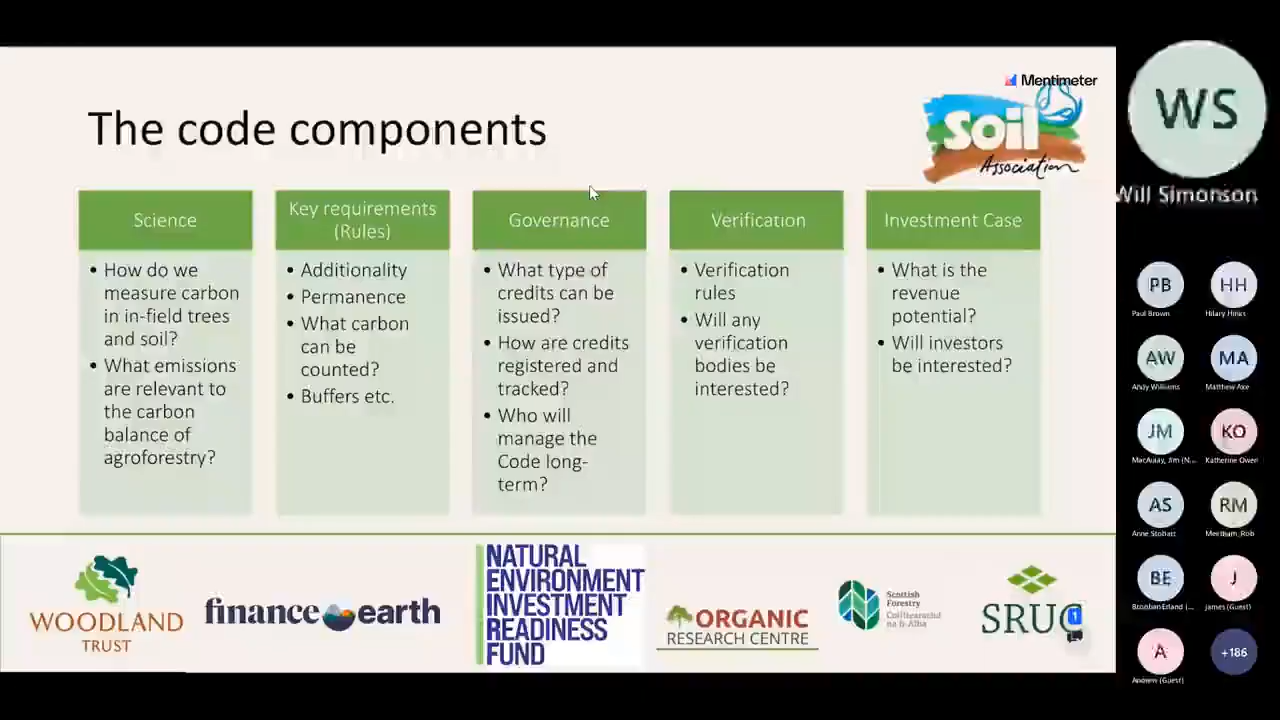 Mentimeter
The code components
Soil
Association
Science
• How do we
measure carbon
in in-field trees
and soil?
• What emissions
are relevant to
the carbon
balance of
agroforestry?
Key requirements
(Rules)
• Additionality
• Permanence
• What carbon
can be
counted?
• Buffers etc.
Governance
• What type of
credits can be
issued?
• How are credits
registered and
tracked?
• Who will
manage the
Code long-
term?
Verification
• Verification
rules
• Will any
verification
bodies be
interested?
Investment Case
• What is the
revenue
potential?
• Will investors
be interested?
WOODLAND
TRUST
finance earth
NATURAL
ENVIRONMENT
INVESTMENT
READINESS
FUND
ORGANIC
RESEARCH CENTRE
Scottish
Forestry
Coilltearachd
na h-Alba
SRUC
WS
Will Simonson
PB
HH
Paul Brown
AW
MA
Andy Williams
Matthew Axe
JM
KO
MacAulay, Jim (N...
Katherine Owen
AS
RM
Anne Stobart
BE
J
James (Guest)
A
+186
Andrew (Guest)